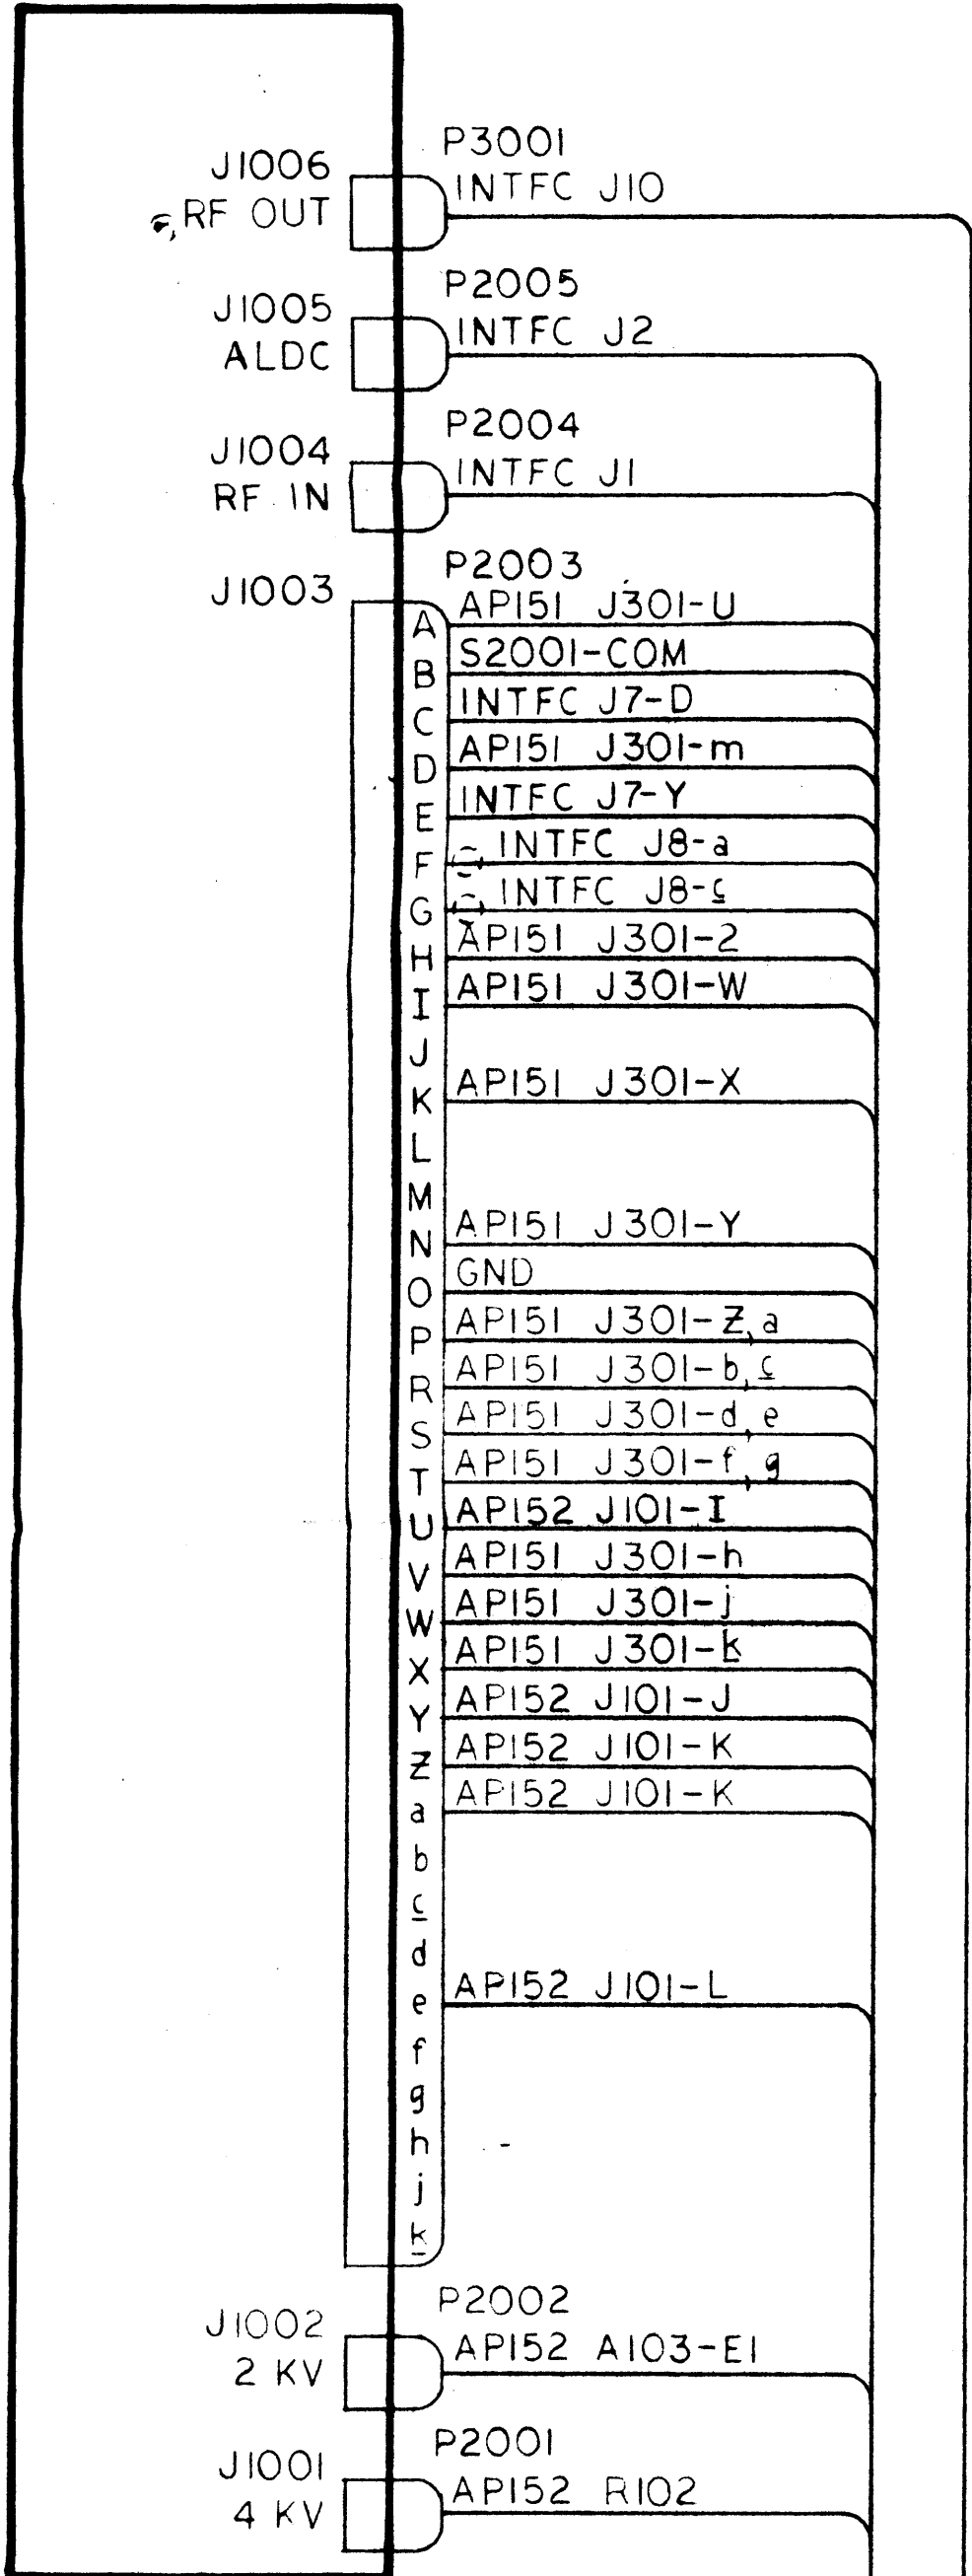 P3001
J1006
INTFC J10
RF OUT
P2005
J1005
INTFC J2
ALDC
P2004
J1004
INTFC J1
RF IN
P2003
J1003
A AP151 J301-U
B S2001-COM
C INTFC J7-D
D AP151 J301-m
E INTFC J7-Y
F INTFC J8-a
G INTFC J8-c
H AP151 J301-2
I AP151 J301-W
J
K AP151 J301-X
L
M
N AP151 J301-Y
O GND
P AP151 J301-Z,a
R AP151 J301-b,c
S AP151 J301-d,e
T AP151 J301-f,g
U AP152 J101-I
V AP151 J301-h
W AP151 J301-j
X AP151 J301-k
Y AP152 J101-J
Z AP152 J101-K
a AP152 J101-K
b
c
d
e AP152 J101-L
f
g
h
j
k
P2002
J1002
AP152 A103-E1
2 KV
P2001
J1001
AP152 R102
4 KV